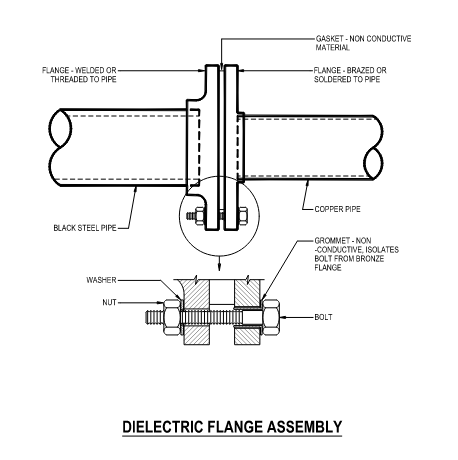 GASKET - NON CONDUCTIVE
MATERIAL
FLANGE - WELDED OR
THREADED TO PIPE
FLANGE - BRAZED OR
SOLDERED TO PIPE
BLACK STEEL PIPE
COPPER PIPE
GROMMET - NON
-CONDUCTIVE, ISOLATES
BOLT FROM BRONZE
FLANGE
WASHER
NUT
BOLT
DIELECTRIC FLANGE ASSEMBLY